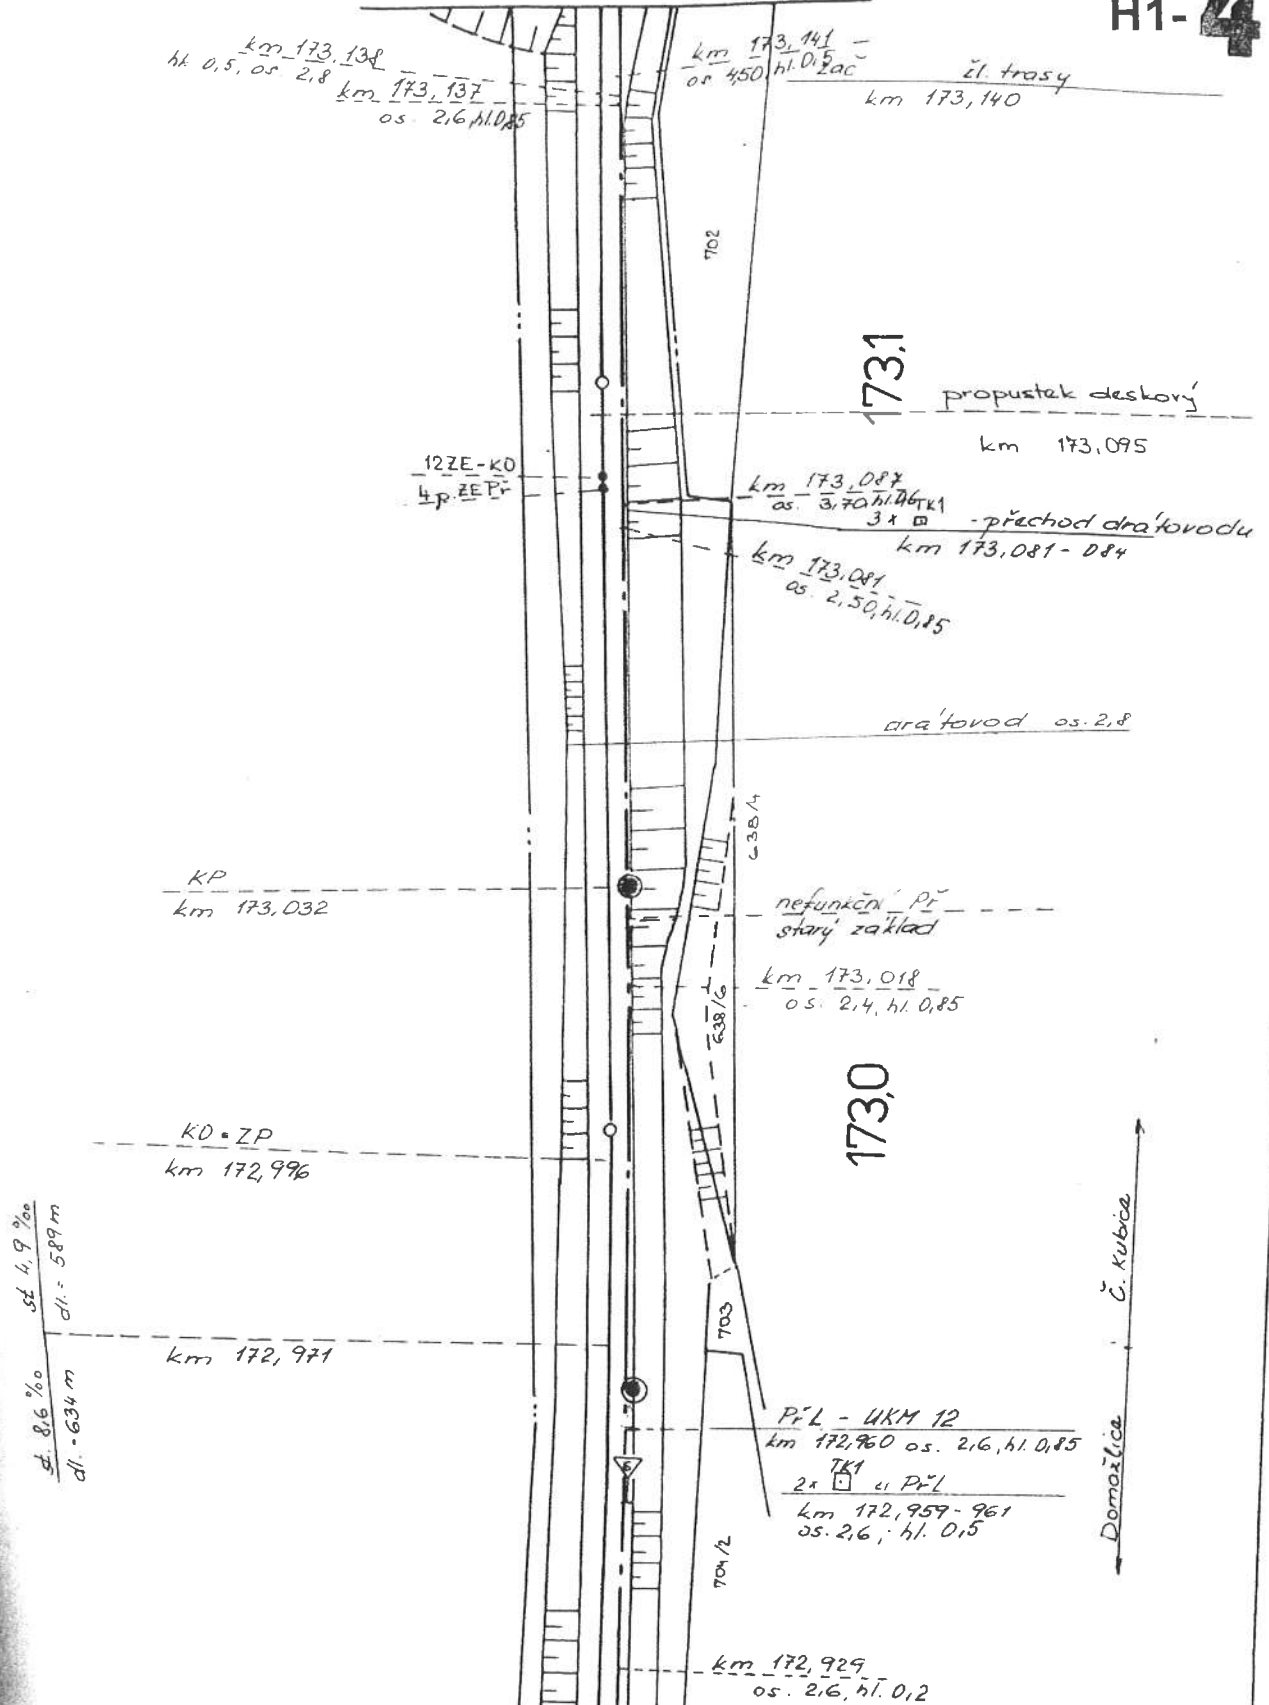 H1-4
km 173,138
hl. 0,5, os. 2,8
km 173,137
os. 2,6, hl. 0,85
km 173,141
os 4,50, hl. 0,5 zač
čl. trasy
km 173,140
702
173,1
propustek deskový
km 173,095
12ZE-KO
4p. ZEPř
km 173,087
os. 3,70, hl. 0,6
TK1
3x - přechod drátovodu
km 173,081 - 084
km 173,081
os. 2,50, hl. 0,85
drátovod os. 2,8
638/4
KP
km 173,032
nefunkční Př
starý základ
km 173,018
os. 2,4, hl. 0,85
638/6
173,0
KO = ZP
km 172,996
st 4,9 ‰
dl. = 589 m
st. 8,6 ‰
dl. - 634 m
km 172,971
703
Č. Kubice
Domažlice
PřL - UKM 12
km 172,960 os. 2,6, hl. 0,85
TK1
2x u PřL
km 172,959 - 961
os. 2,6, hl. 0,5
704/2
km 172,929
os. 2,6, hl. 0,2